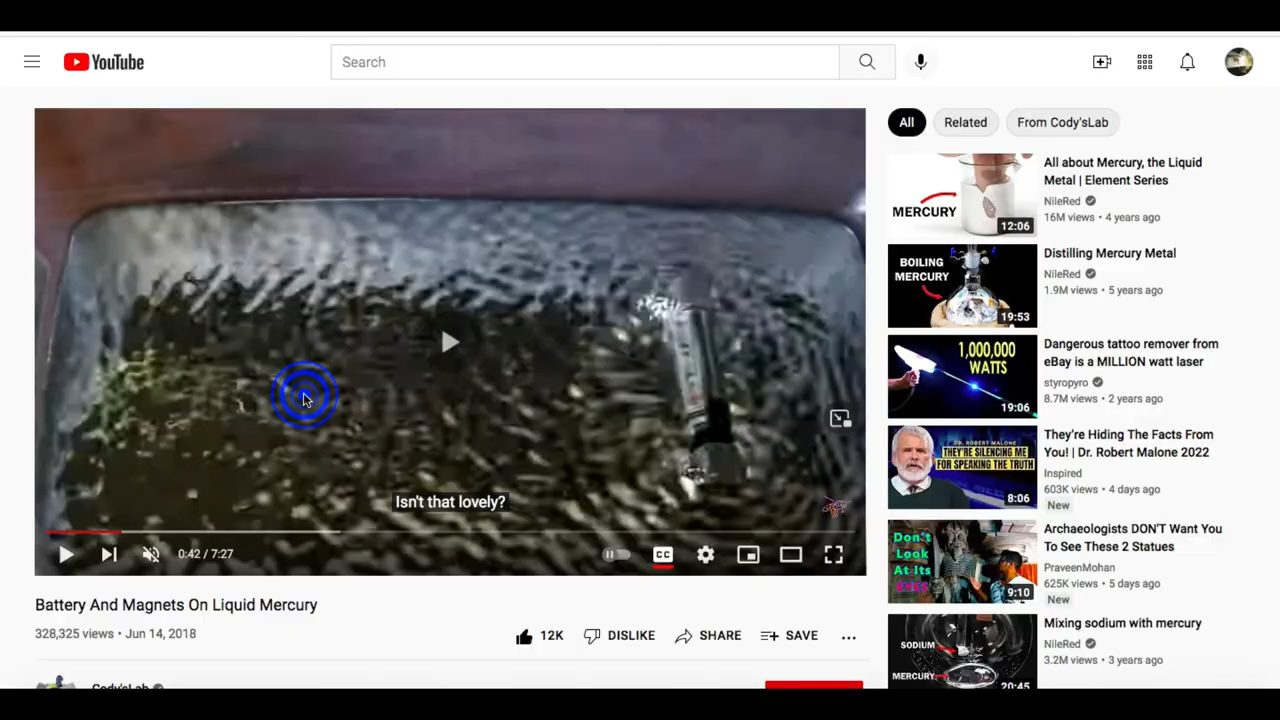 YouTube
Search
All
Related
From Cody'sLab
Isn't that lovely?
0:42 / 7:27
CC
Battery And Magnets On Liquid Mercury
328,325 views • Jun 14, 2018
12K
DISLIKE
SHARE
SAVE
Cody'sLab
MERCURY
12:06
All about Mercury, the Liquid
Metal | Element Series
NileRed
16M views • 4 years ago
BOILING
MERCURY
19:53
Distilling Mercury Metal
NileRed
1.9M views • 5 years ago
1,000,000
WATTS
19:06
Dangerous tattoo remover from
eBay is a MILLION watt laser
styropyro
8.7M views • 2 years ago
DR. ROBERT MALONE
THEY'RE SILENCING ME
FOR SPEAKING THE TRUTH
8:06
They're Hiding The Facts From
You! | Dr. Robert Malone 2022
Inspired
603K views • 4 days ago
New
Don't
Look
At Its
EYES
9:10
Archaeologists DON'T Want You
To See These 2 Statues
PraveenMohan
625K views • 5 days ago
New
SODIUM
MERCURY
20:45
Mixing sodium with mercury
NileRed
3.2M views • 3 years ago